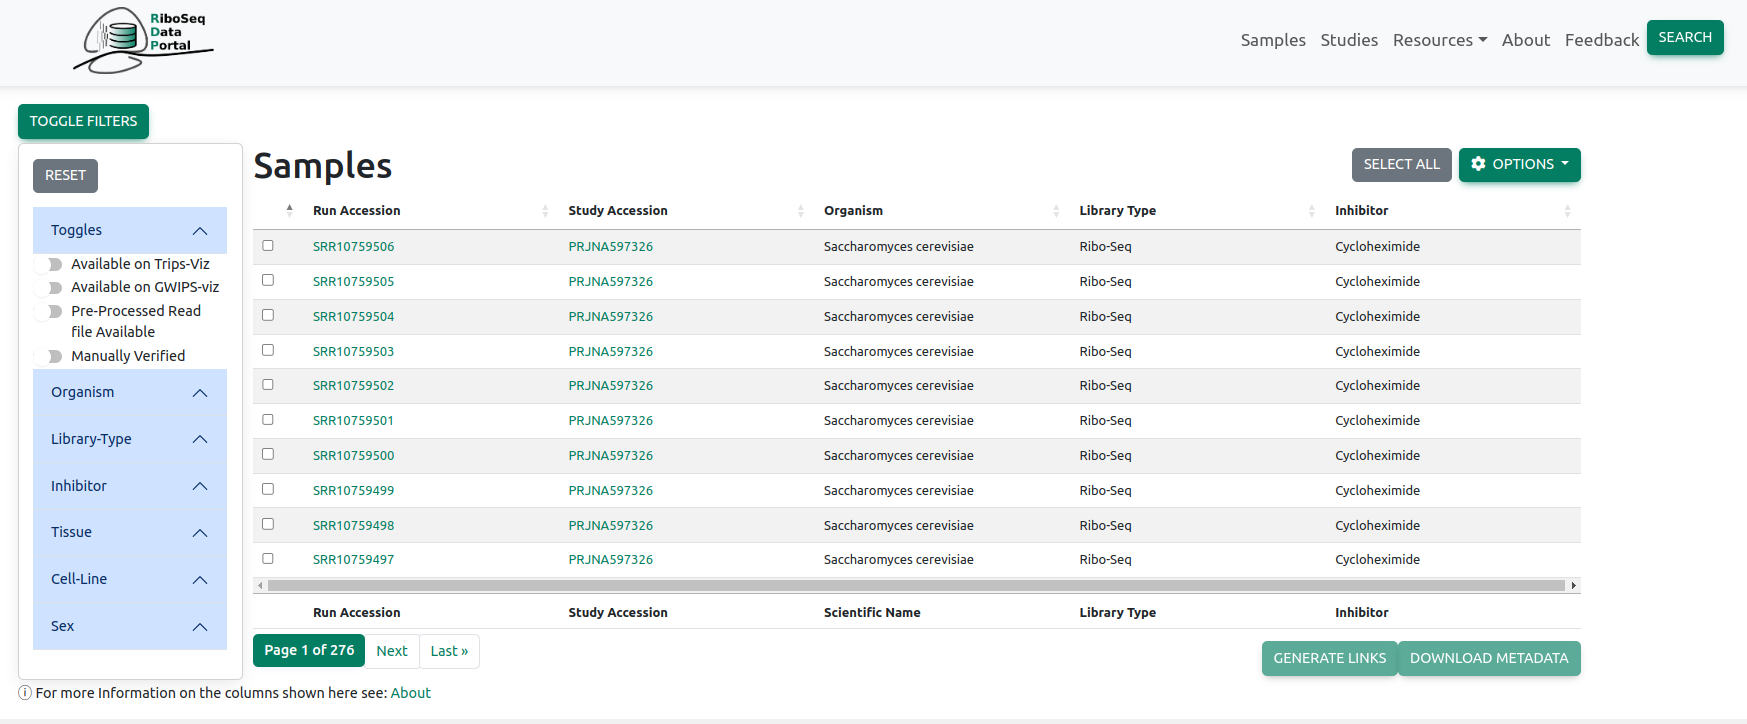 RiboSeq
Data
Portal
Samples Studies Resources About Feedback SEARCH
TOGGLE FILTERS
RESET
Toggles
Available on Trips-Viz
Available on GWIPS-viz
Pre-Processed Read
file Available
Manually Verified
Organism
Library-Type
Inhibitor
Tissue
Cell-Line
Sex
Samples
SELECT ALL OPTIONS
Run Accession Study Accession Organism Library Type Inhibitor
SRR10759506 PRJNA597326 Saccharomyces cerevisiae Ribo-Seq Cycloheximide
SRR10759505 PRJNA597326 Saccharomyces cerevisiae Ribo-Seq Cycloheximide
SRR10759504 PRJNA597326 Saccharomyces cerevisiae Ribo-Seq Cycloheximide
SRR10759503 PRJNA597326 Saccharomyces cerevisiae Ribo-Seq Cycloheximide
SRR10759502 PRJNA597326 Saccharomyces cerevisiae Ribo-Seq Cycloheximide
SRR10759501 PRJNA597326 Saccharomyces cerevisiae Ribo-Seq Cycloheximide
SRR10759500 PRJNA597326 Saccharomyces cerevisiae Ribo-Seq Cycloheximide
SRR10759499 PRJNA597326 Saccharomyces cerevisiae Ribo-Seq Cycloheximide
SRR10759498 PRJNA597326 Saccharomyces cerevisiae Ribo-Seq Cycloheximide
SRR10759497 PRJNA597326 Saccharomyces cerevisiae Ribo-Seq Cycloheximide
Run Accession Study Accession Scientific Name Library Type Inhibitor
Page 1 of 276 Next Last »
GENERATE LINKS DOWNLOAD METADATA
For more Information on the columns shown here see: About